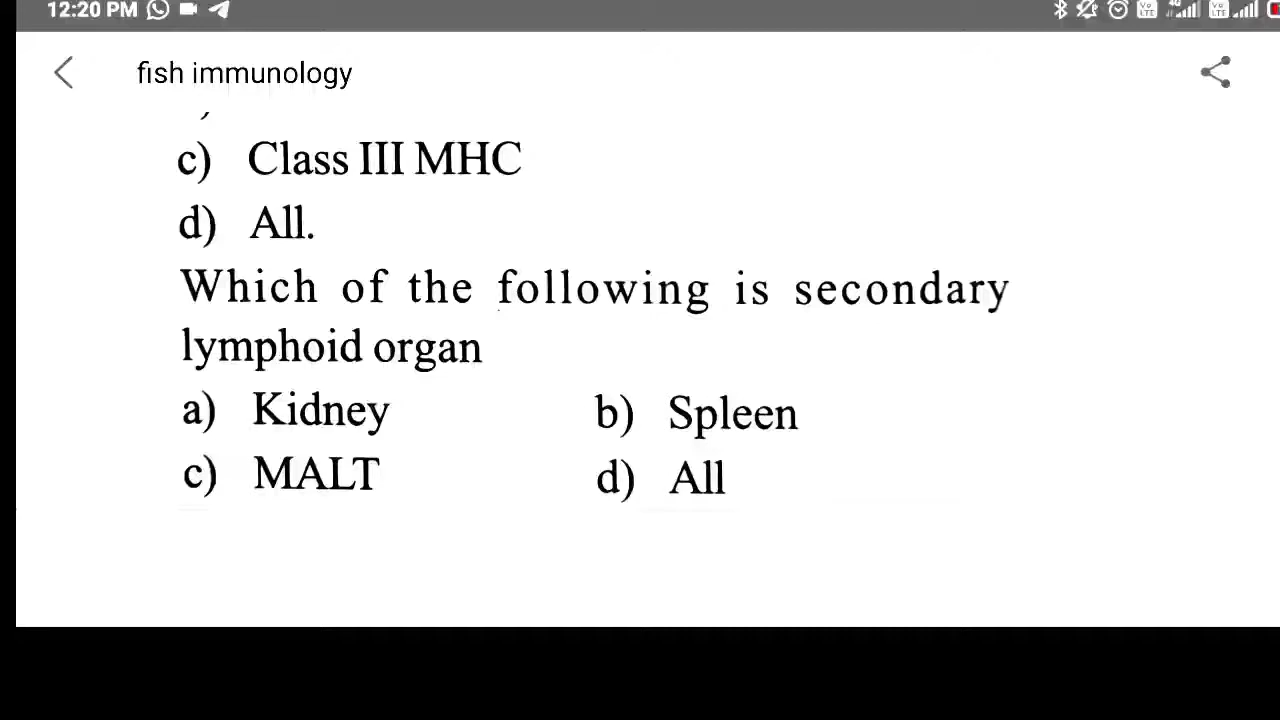 12:20 PM
fish immunology
c) Class III MHC
d) All.
Which of the following is secondary
lymphoid organ
a) Kidney b) Spleen
c) MALT d) All